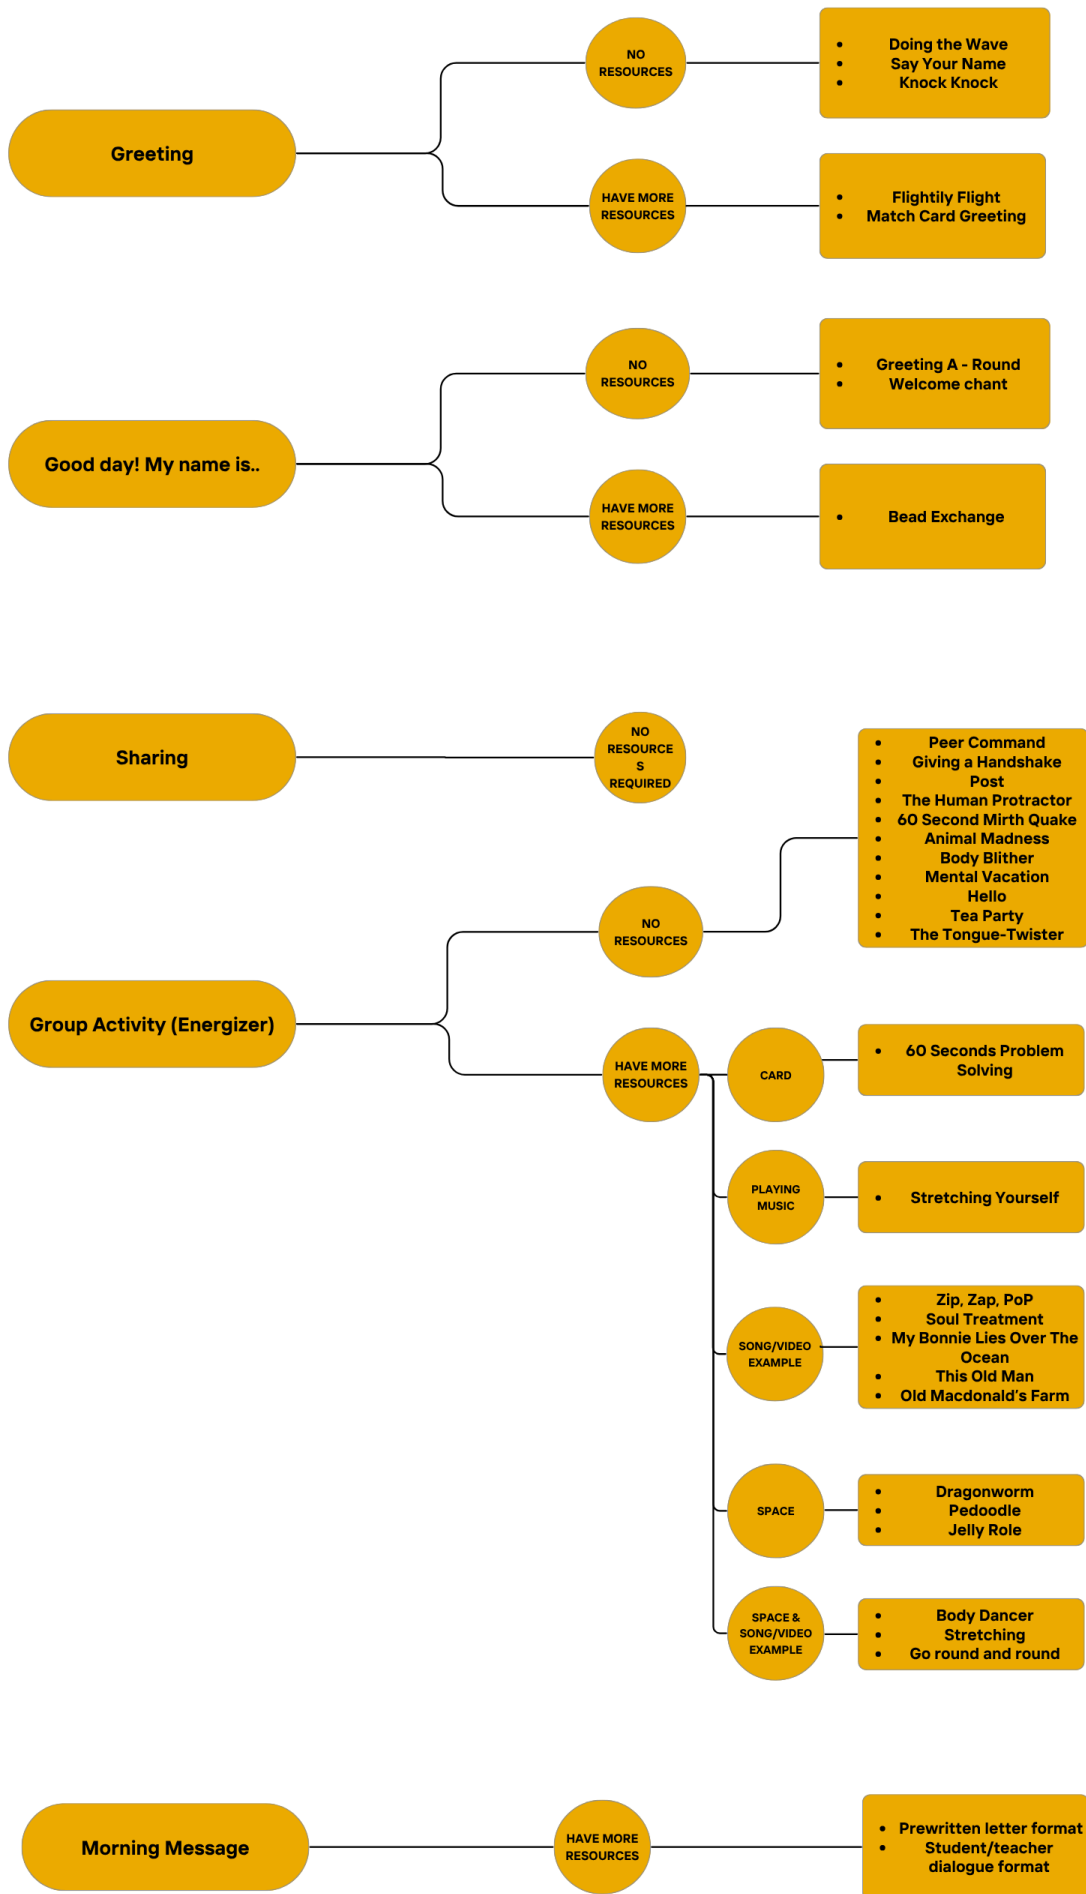 Greeting
NO
RESOURCES
• Doing the Wave
• Say Your Name
• Knock Knock
HAVE MORE
RESOURCES
• Flightily Flight
• Match Card Greeting
Good day! My name is..
NO
RESOURCES
• Greeting A - Round
• Welcome chant
HAVE MORE
RESOURCES
• Bead Exchange
Sharing
NO
RESOURCE
S
REQUIRED
Group Activity (Energizer)
NO
RESOURCES
• Peer Command
• Giving a Handshake
• Post
• The Human Protractor
• 60 Second Mirth Quake
• Animal Madness
• Body Blither
• Mental Vacation
• Hello
• Tea Party
• The Tongue-Twister
HAVE MORE
RESOURCES
CARD
• 60 Seconds Problem
Solving
PLAYING
MUSIC
• Stretching Yourself
SONG/VIDEO
EXAMPLE
• Zip, Zap, PoP
• Soul Treatment
• My Bonnie Lies Over The
Ocean
• This Old Man
• Old Macdonald's Farm
SPACE
• Dragonworm
• Pedoodle
• Jelly Role
SPACE &
SONG/VIDEO
EXAMPLE
• Body Dancer
• Stretching
• Go round and round
Morning Message
HAVE MORE
RESOURCES
• Prewritten letter format
• Student/teacher
dialogue format